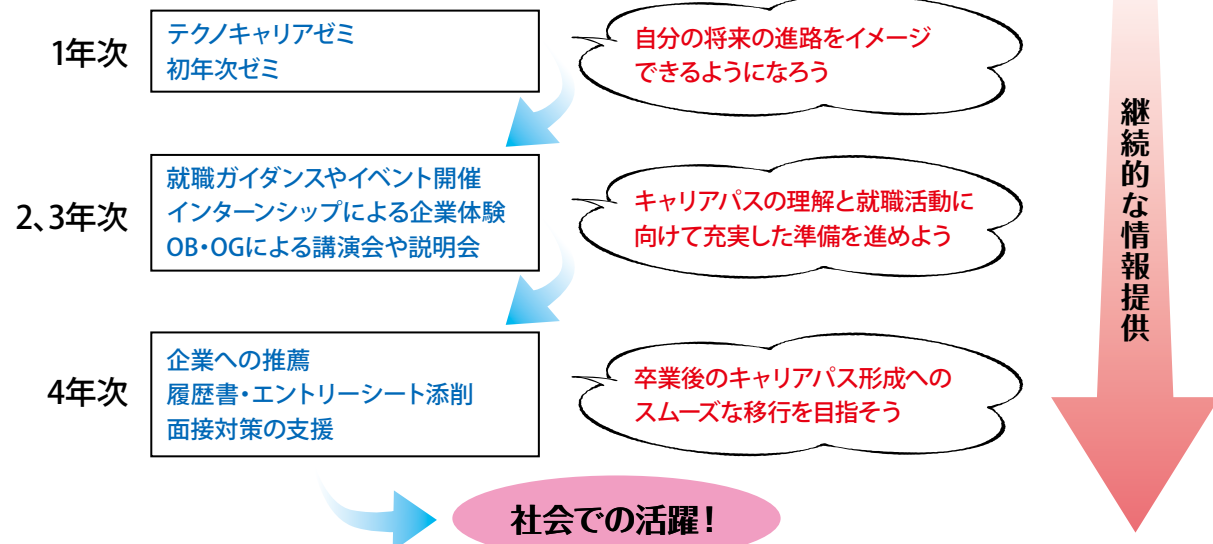 1年次
テクノキャリアゼミ
初年次ゼミ
自分の将来の進路をイメージ
できるようになろう
2、3年次
就職ガイダンスやイベント開催
インターンシップによる企業体験
OB・OGによる講演会や説明会
キャリアパスの理解と就職活動に
向けて充実した準備を進めよう
4年次
企業への推薦
履歴書・エントリーシート添削
面接対策の支援
卒業後のキャリアパス形成への
スムーズな移行を目指そう
社会での活躍！
継続的な情報提供